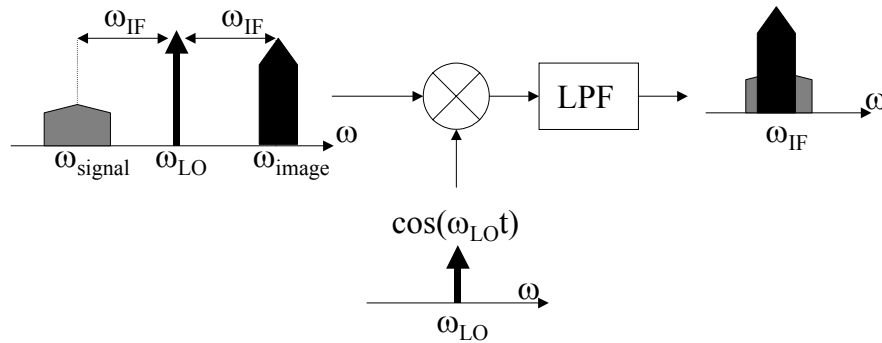 ω_IF ω_IF
LPF
ω
ω
ω_signal ω_LO ω_image
ω_IF
cos(ω_LO t)
ω
ω_LO